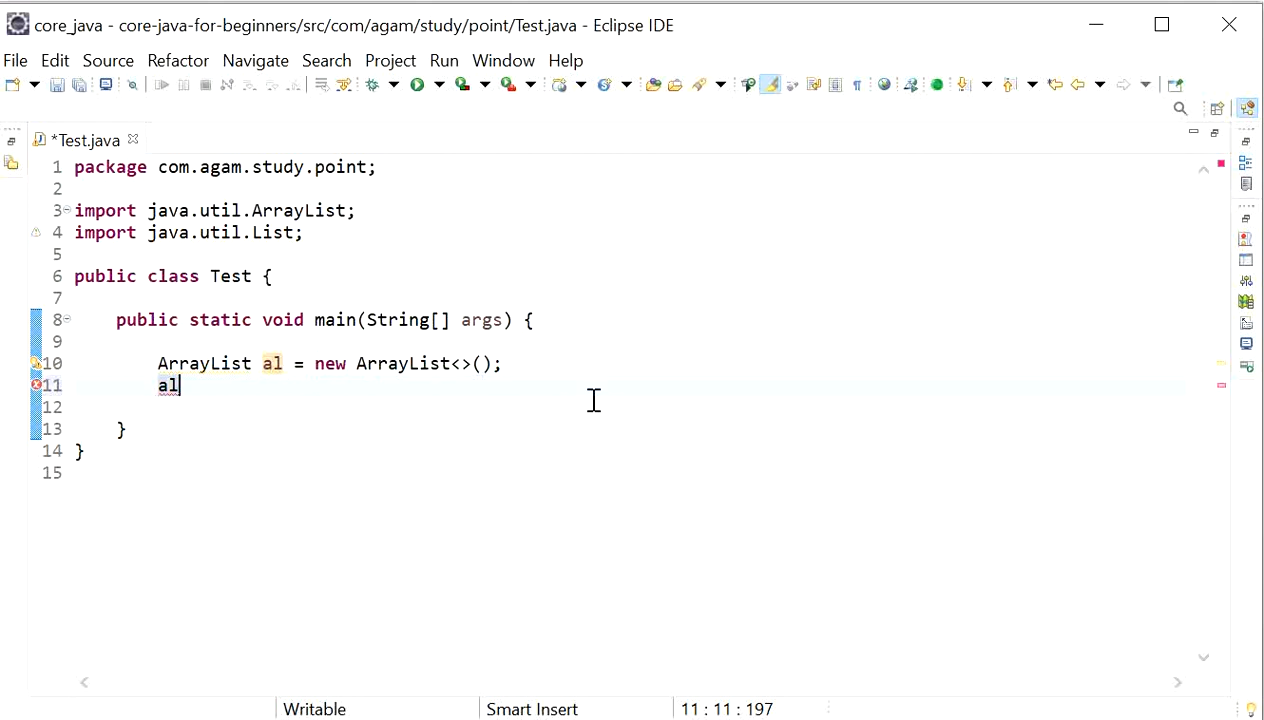 core_java - core-java-for-beginners/src/com/agam/study/point/Test.java - Eclipse IDE
File Edit Source Refactor Navigate Search Project Run Window Help
*Test.java
1 package com.agam.study.point;
2
3 import java.util.ArrayList;
4 import java.util.List;
5
6 public class Test {
7
8 public static void main(String[] args) {
9
10 ArrayList al = new ArrayList<>();
11 al
12
13 }
14 }
15
Writable Smart Insert 11 : 11 : 197